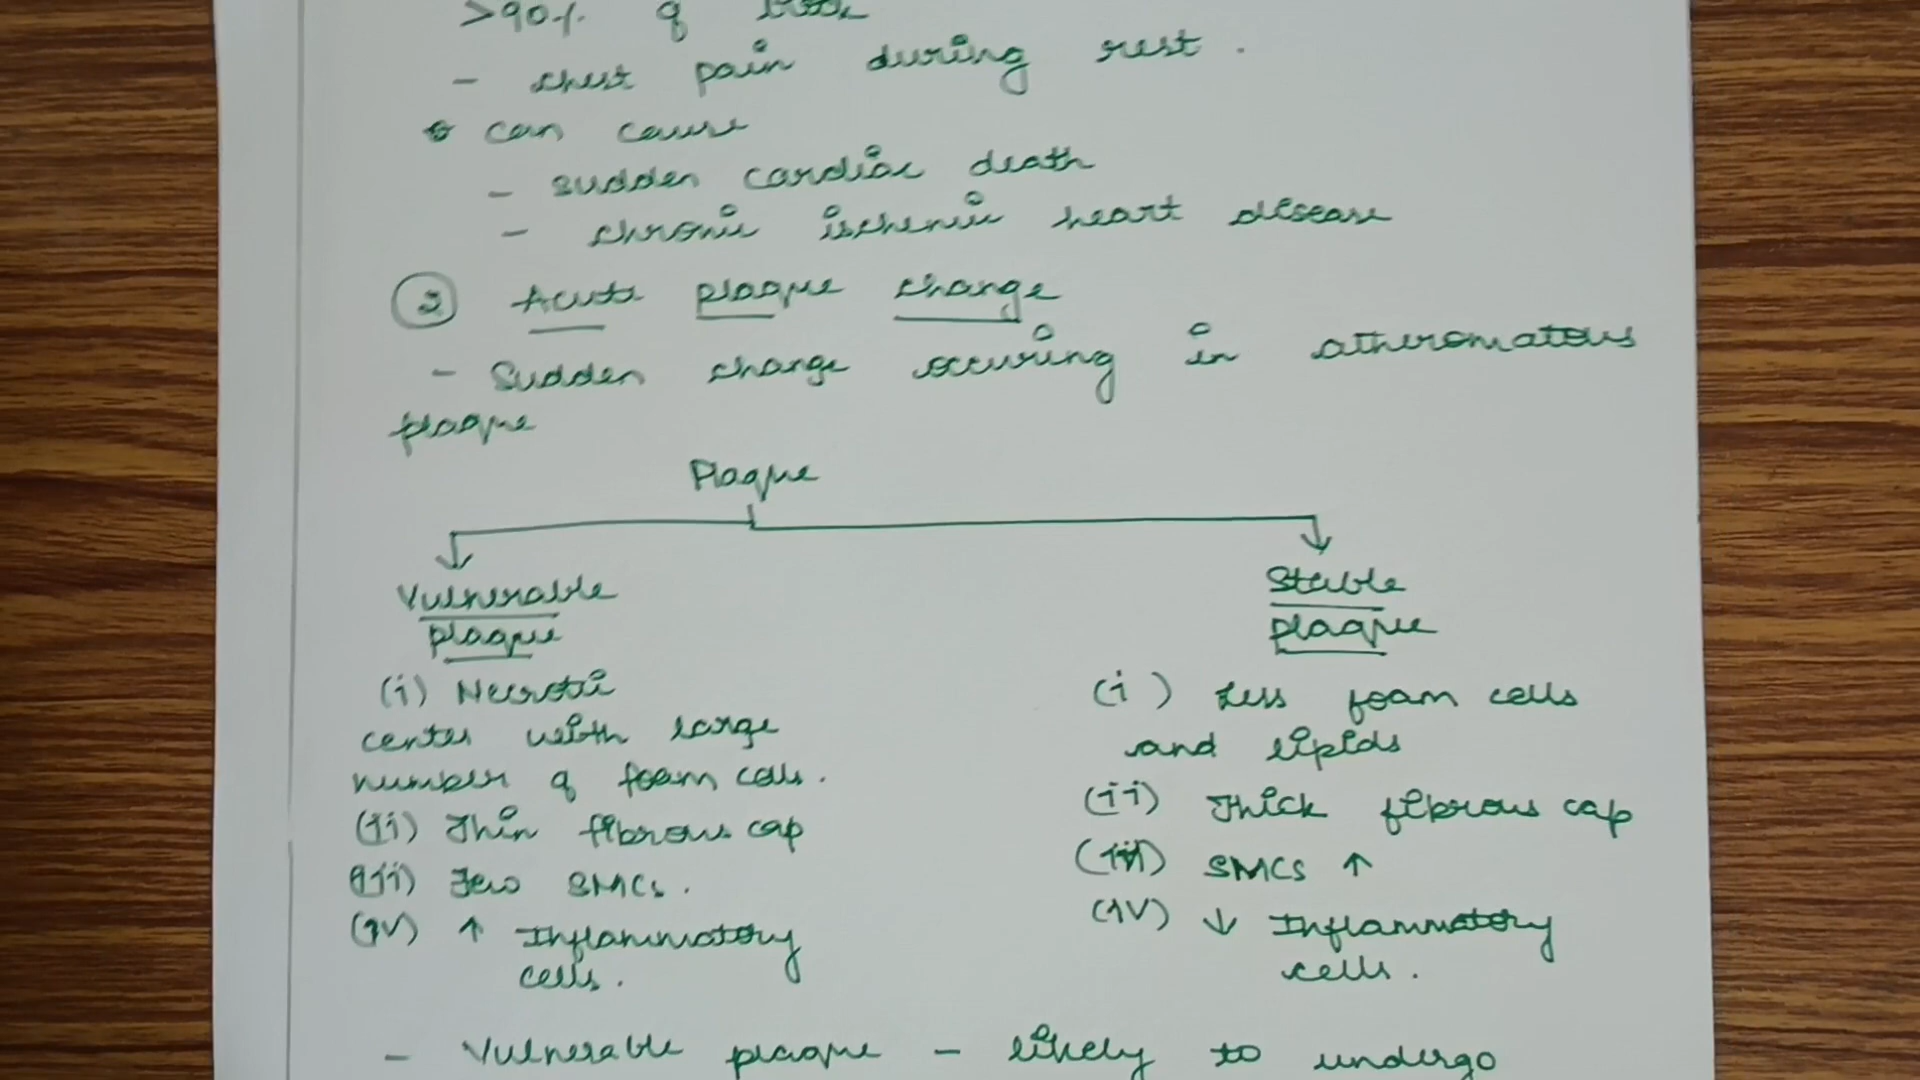 >90% of
- chest pain during rest.
can cause
- sudden cardiac death
- chronic ischemic heart disease
② Acute plaque change
- Sudden change occuring in atheromatous
plaque
Plaque
Vulnerable
plaque
Stable
plaque
(i) Necrotic
center with large
number of foam cells.
(ii) Thin fibrous cap
(iii) Few SMCs.
(iv) ↑ Inflammatory
cells.
(i) Less foam cells
and lipids
(ii) Thick fibrous cap
(iii) SMCs ↑
(iv) ↓ Inflammatory
cells.
- Vulnerable plaque - likely to undergo